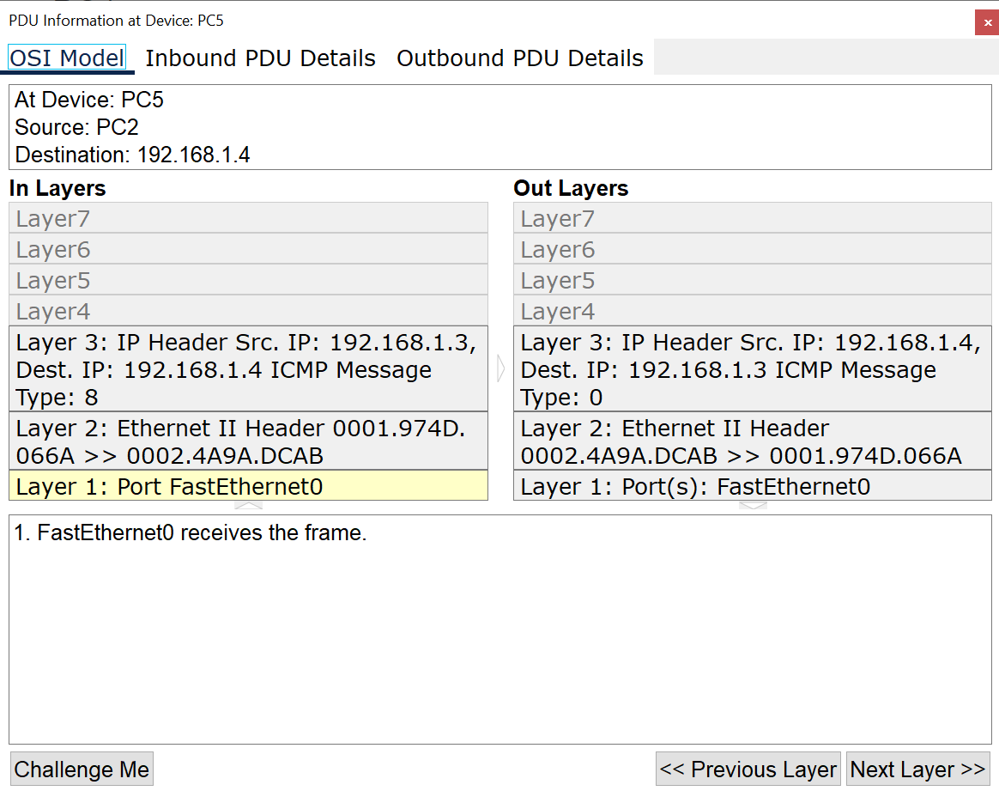 PDU Information at Device: PC5
×
OSI Model Inbound PDU Details Outbound PDU Details
At Device: PC5
Source: PC2
Destination: 192.168.1.4
In Layers
Layer7
Layer6
Layer5
Layer4
Layer 3: IP Header Src. IP: 192.168.1.3,
Dest. IP: 192.168.1.4 ICMP Message
Type: 8
Layer 2: Ethernet II Header 0001.974D.
066A >> 0002.4A9A.DCAB
Layer 1: Port FastEthernet0
Out Layers
Layer7
Layer6
Layer5
Layer4
Layer 3: IP Header Src. IP: 192.168.1.4,
Dest. IP: 192.168.1.3 ICMP Message
Type: 0
Layer 2: Ethernet II Header
0002.4A9A.DCAB >> 0001.974D.066A
Layer 1: Port(s): FastEthernet0
1. FastEthernet0 receives the frame.
Challenge Me
<< Previous Layer
Next Layer >>